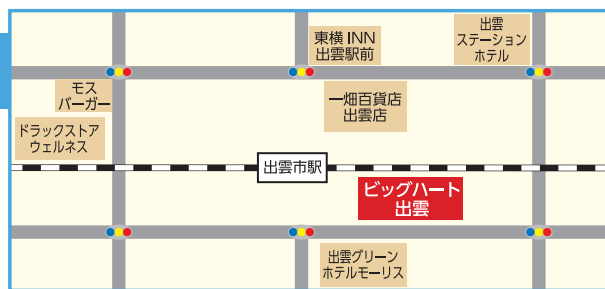 東横INN
出雲駅前
出雲
ステーション
ホテル
モス
バーガー
一畑百貨店
出雲店
ドラックストア
ウェルネス
出雲市駅
ビッグハート
出雲
出雲グリーン
ホテルモーリス